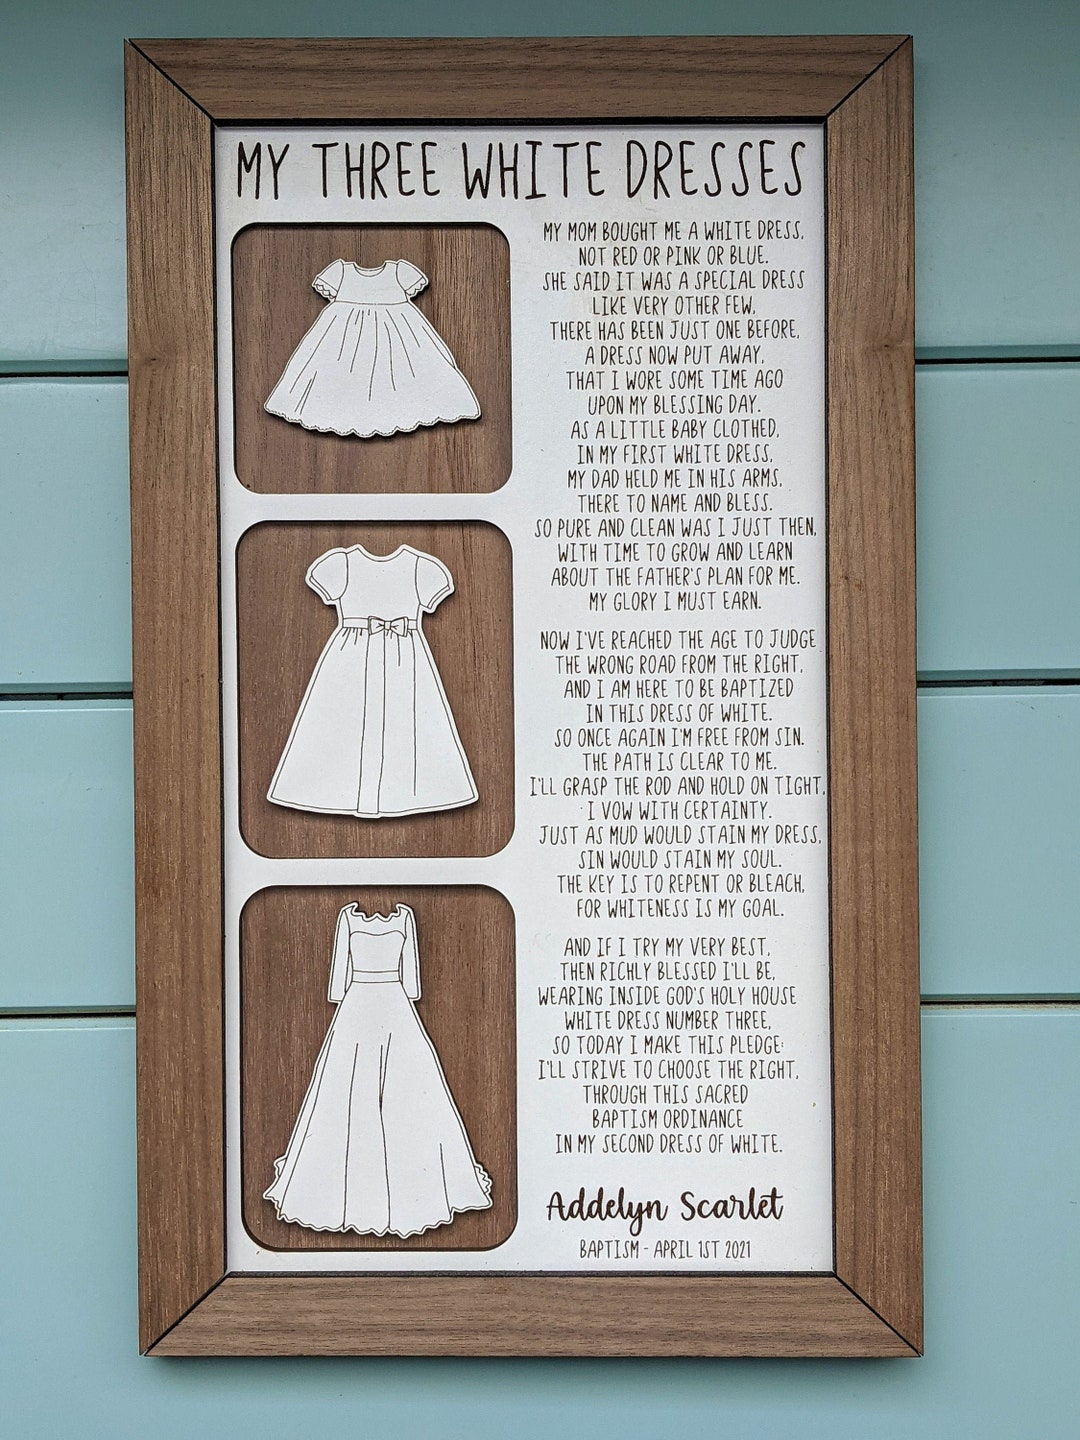 MY THREE WHITE DRESSES
MY MOM BOUGHT ME A WHITE DRESS,
NOT RED OR PINK OR BLUE.
SHE SAID IT WAS A SPECIAL DRESS
LIKE VERY OTHER FEW,
THERE HAS BEEN JUST ONE BEFORE,
A DRESS NOW PUT AWAY,
THAT I WORE SOME TIME AGO
UPON MY BLESSING DAY.
AS A LITTLE BABY CLOTHED,
IN MY FIRST WHITE DRESS,
MY DAD HELD ME IN HIS ARMS,
THERE TO NAME AND BLESS.
SO PURE AND CLEAN WAS I JUST THEN,
WITH TIME TO GROW AND LEARN
ABOUT THE FATHER'S PLAN FOR ME.
MY GLORY I MUST EARN.
NOW I'VE REACHED THE AGE TO JUDGE
THE WRONG ROAD FROM THE RIGHT,
AND I AM HERE TO BE BAPTIZED
IN THIS DRESS OF WHITE.
SO ONCE AGAIN I'M FREE FROM SIN.
THE PATH IS CLEAR TO ME.
I'LL GRASP THE ROD AND HOLD ON TIGHT,
I VOW WITH CERTAINTY.
JUST AS MUD WOULD STAIN MY DRESS,
SIN WOULD STAIN MY SOUL.
THE KEY IS TO REPENT OR BLEACH,
FOR WHITENESS IS MY GOAL.
AND IF I TRY MY VERY BEST,
THEN RICHLY BLESSED I'LL BE,
WEARING INSIDE GOD'S HOLY HOUSE
WHITE DRESS NUMBER THREE,
SO TODAY I MAKE THIS PLEDGE:
I'LL STRIVE TO CHOOSE THE RIGHT,
THROUGH THIS SACRED
BAPTISM ORDINANCE
IN MY SECOND DRESS OF WHITE.
Addelyn Scarlet
BAPTISM - APRIL 1ST 2021